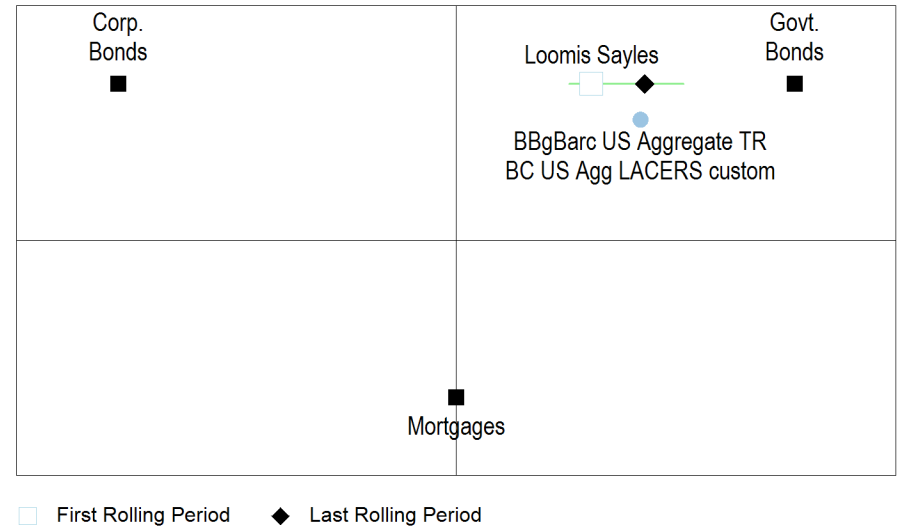 Corp.
Bonds
Govt.
Bonds
Loomis Sayles
BBgBarc US Aggregate TR
BC US Agg LACERS custom
Mortgages
First Rolling Period
Last Rolling Period